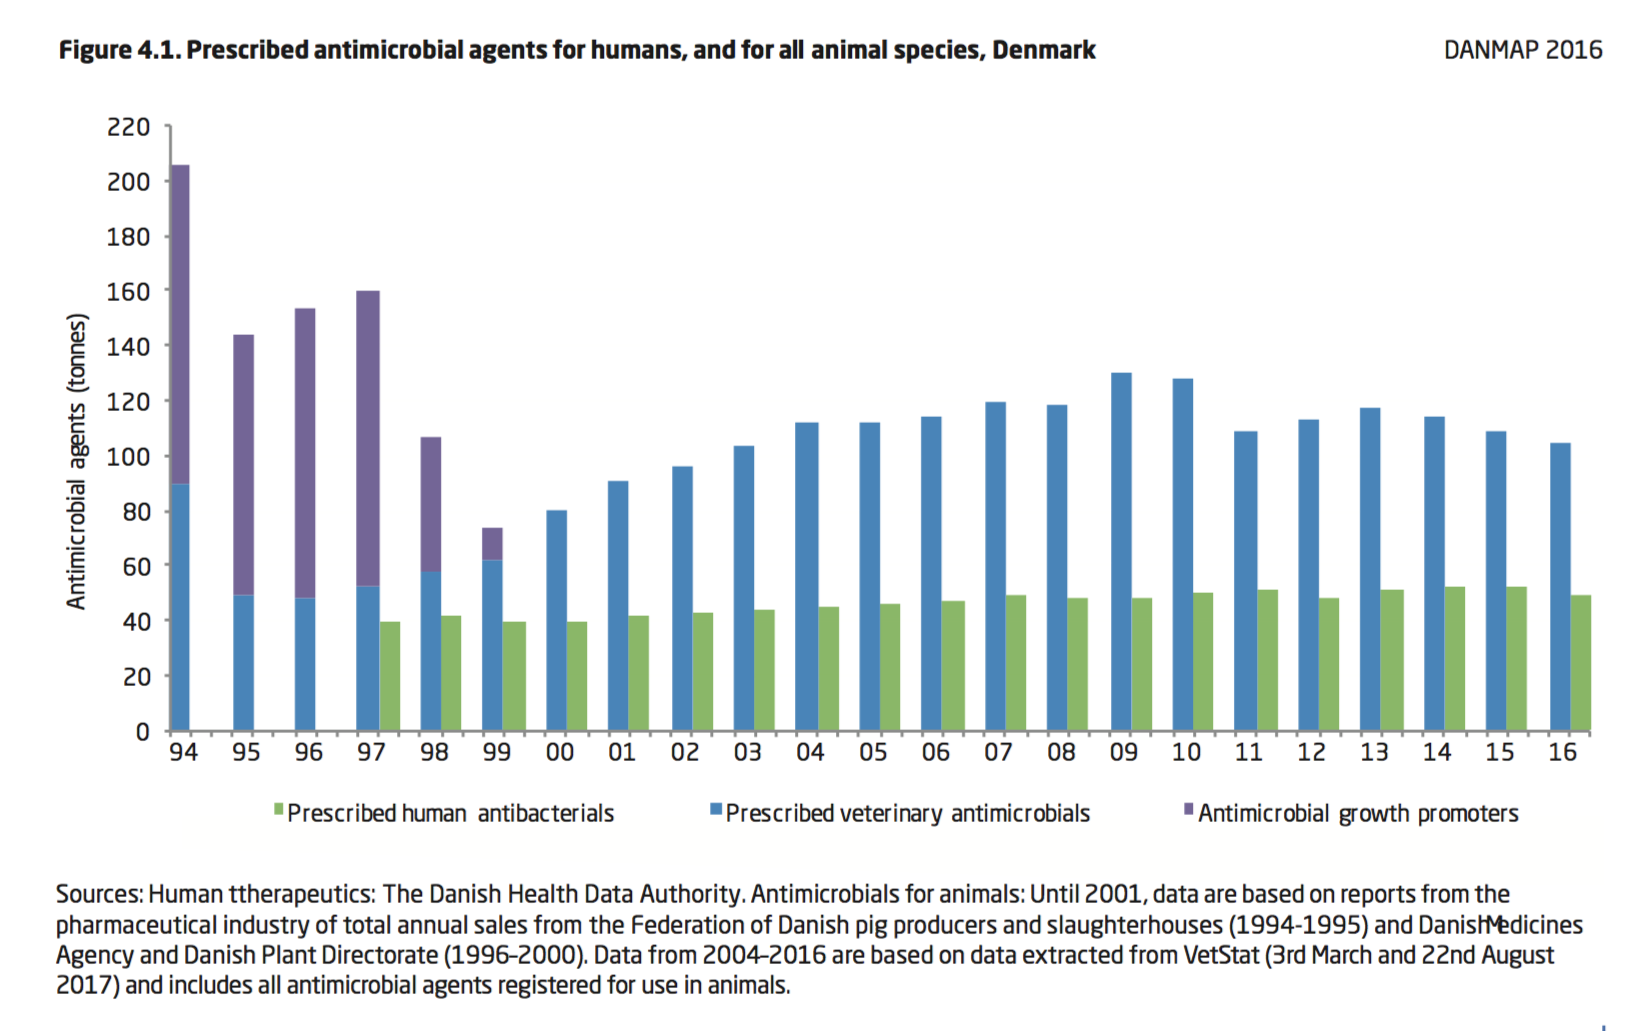 Figure 4.1. Prescribed antimicrobial agents for humans, and for all animal species, Denmark
DANMAP 2016
Antimicrobial agents (tonnes)
220
200
180
160
140
120
100
80
60
40
20
0
94 95 96 97 98 99 00 01 02 03 04 05 06 07 08 09 10 11 12 13 14 15 16
Prescribed human antibacterials Prescribed veterinary antimicrobials Antimicrobial growth promoters
Sources: Human ttherapeutics: The Danish Health Data Authority. Antimicrobials for animals: Until 2001, data are based on reports from the
pharmaceutical industry of total annual sales from the Federation of Danish pig producers and slaughterhouses (1994-1995) and Danish Medicines
Agency and Danish Plant Directorate (1996–2000). Data from 2004–2016 are based on data extracted from VetStat (3rd March and 22nd August
2017) and includes all antimicrobial agents registered for use in animals.